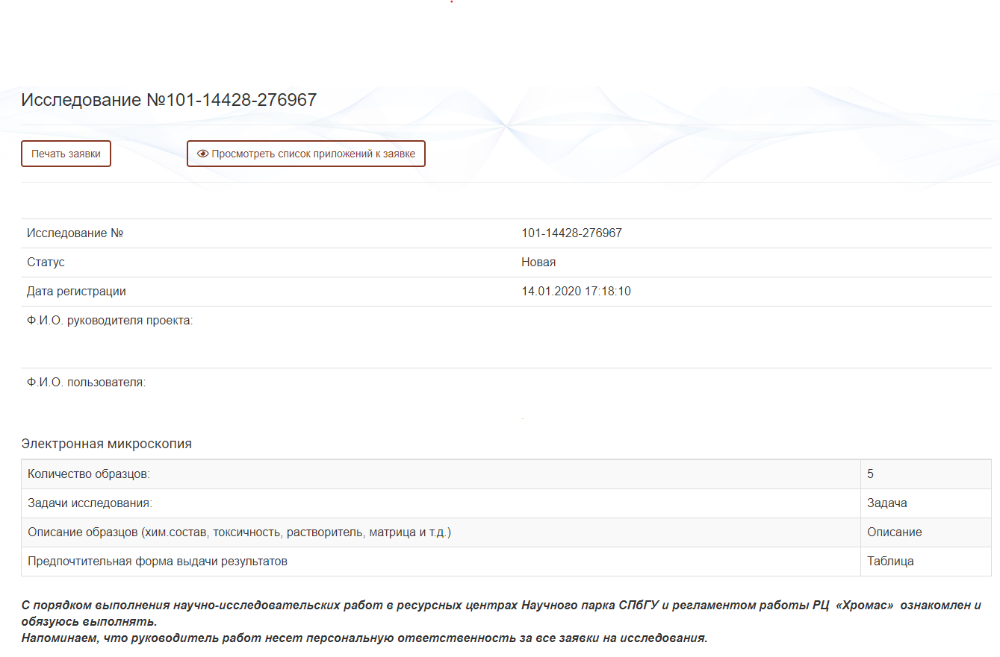 Исследование №101-14428-276967
Печать заявки
Просмотреть список приложений к заявке
Исследование № 101-14428-276967
Статус Новая
Дата регистрации 14.01.2020 17:18:10
Ф.И.О. руководителя проекта:
Ф.И.О. пользователя:
Электронная микроскопия
Количество образцов: 5
Задачи исследования: Задача
Описание образцов (хим.состав, токсичность, растворитель, матрица и т.д.) Описание
Предпочтительная форма выдачи результатов Таблица
С порядком выполнения научно-исследовательских работ в ресурсных центрах Научного парка СПбГУ и регламентом работы РЦ «Хромас» ознакомлен и
обязуюсь выполнять.
Напоминаем, что руководитель работ несет персональную ответственность за все заявки на исследования.